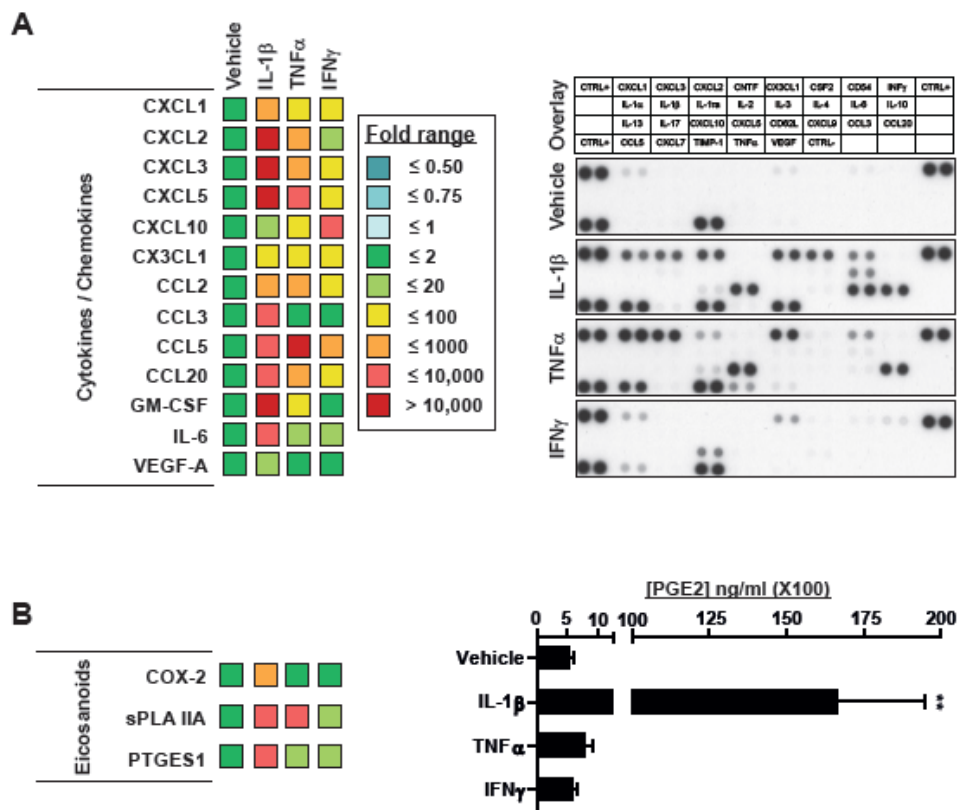 A
Vehicle
IL-1β
TNFα
IFNγ
Cytokines / Chemokines
CXCL1
CXCL2
CXCL3
CXCL5
CXCL10
CX3CL1
CCL2
CCL3
CCL5
CCL20
GM-CSF
IL-6
VEGF-A
Fold range
≤ 0.50
≤ 0.75
≤ 1
≤ 2
≤ 20
≤ 100
≤ 1000
≤ 10,000
> 10,000
Overlay
CTRL+ CXCL1 CXCL3 CXCL2 CNTF CX3CL1 CSF2 CD54 INFγ CTRL+
IL-1α IL-1β IL-1ra IL-2 IL-3 IL-4 IL-6 IL-10
IL-13 IL-17 CXCL10 CXCL5 CD62L CXCL9 CCL3 CCL20
CTRL+ CCL5 CXCL7 TIMP-1 TNFα VEGF CTRL-
Vehicle
IL-1β
TNFα
IFNγ
B
Eicosanoids
COX-2
sPLA IIA
PTGES1
[PGE2] ng/ml (X100)
0 5 10 100 125 150 175 200
Vehicle
IL-1β
**
TNFα
IFNγ